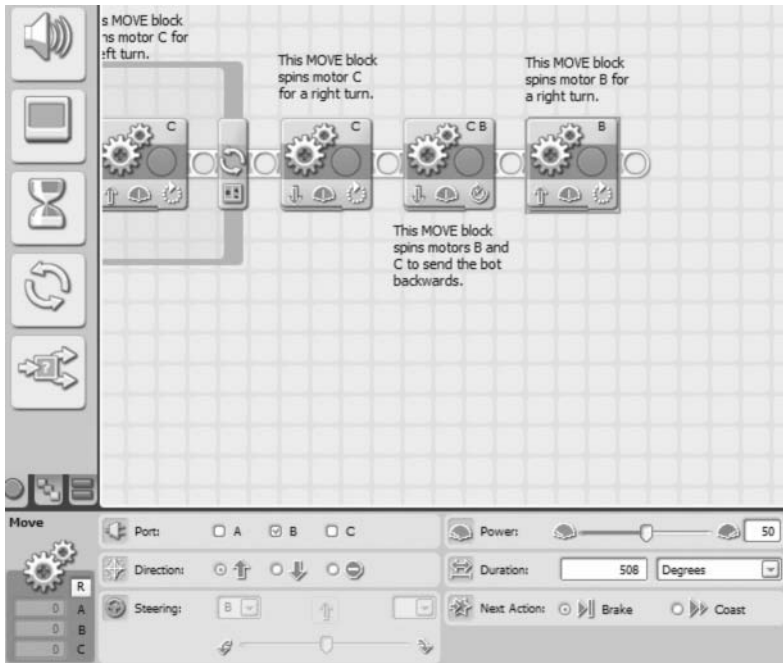 s MOVE block
ns motor C for
eft turn.
This MOVE block
spins motor C
for a right turn.
This MOVE block
spins motor B for
a right turn.
C
C
C B
B
This MOVE block
spins motors B and
C to send the bot
backwards.
?
Move
R
0 A
0 B
0 C
Port: A B C
Direction:
Steering: B
Power: 50
Duration: 508 Degrees
Next Action: Brake Coast